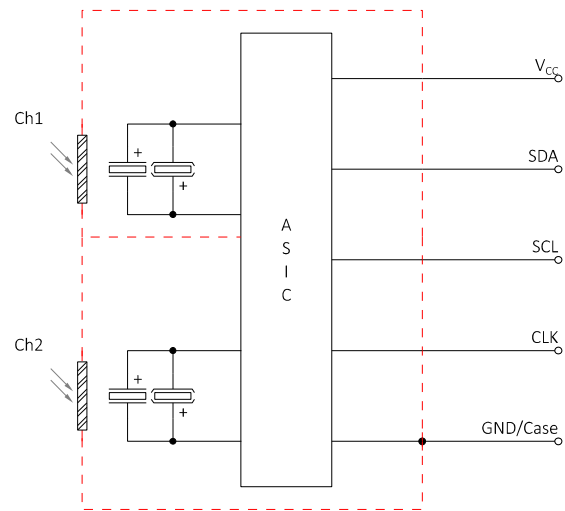 V_CC
Ch1
+
SDA
+
A
S
I
C
SCL
Ch2
CLK
+
+
GND/Case